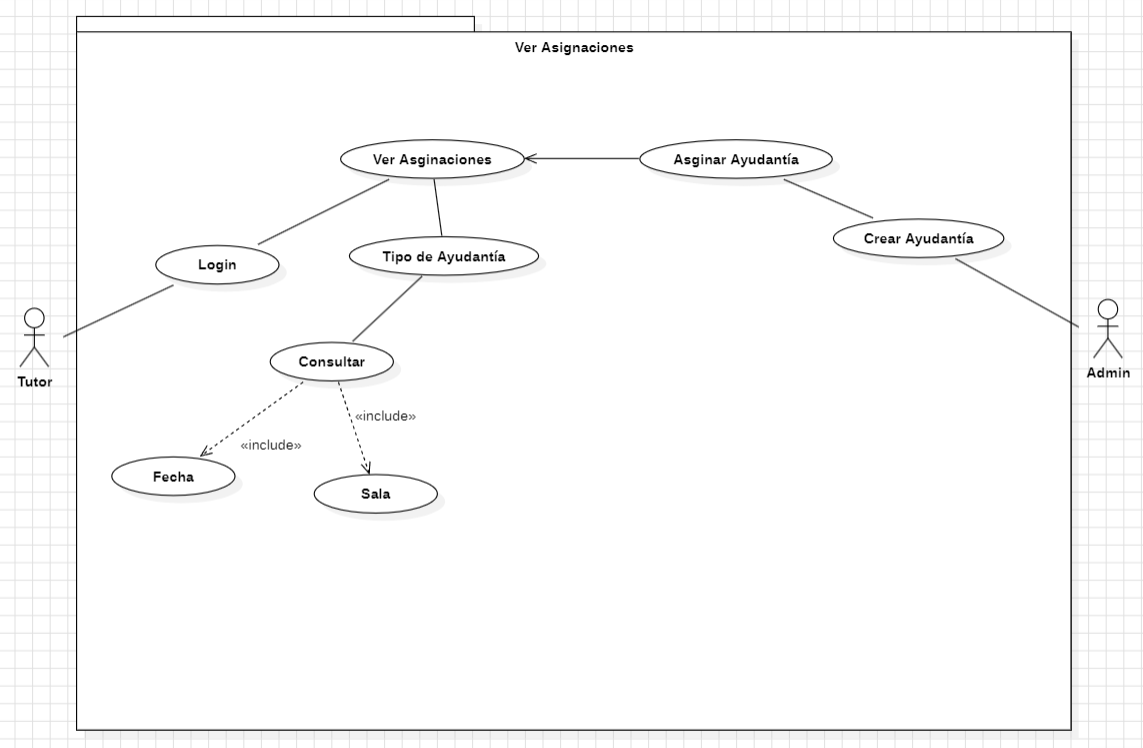 Ver Asignaciones
Ver Asginaciones
Asginar Ayudantía
Crear Ayudantía
Login
Tipo de Ayudantía
Tutor
Consultar
Admin
«include»
«include»
Fecha
Sala